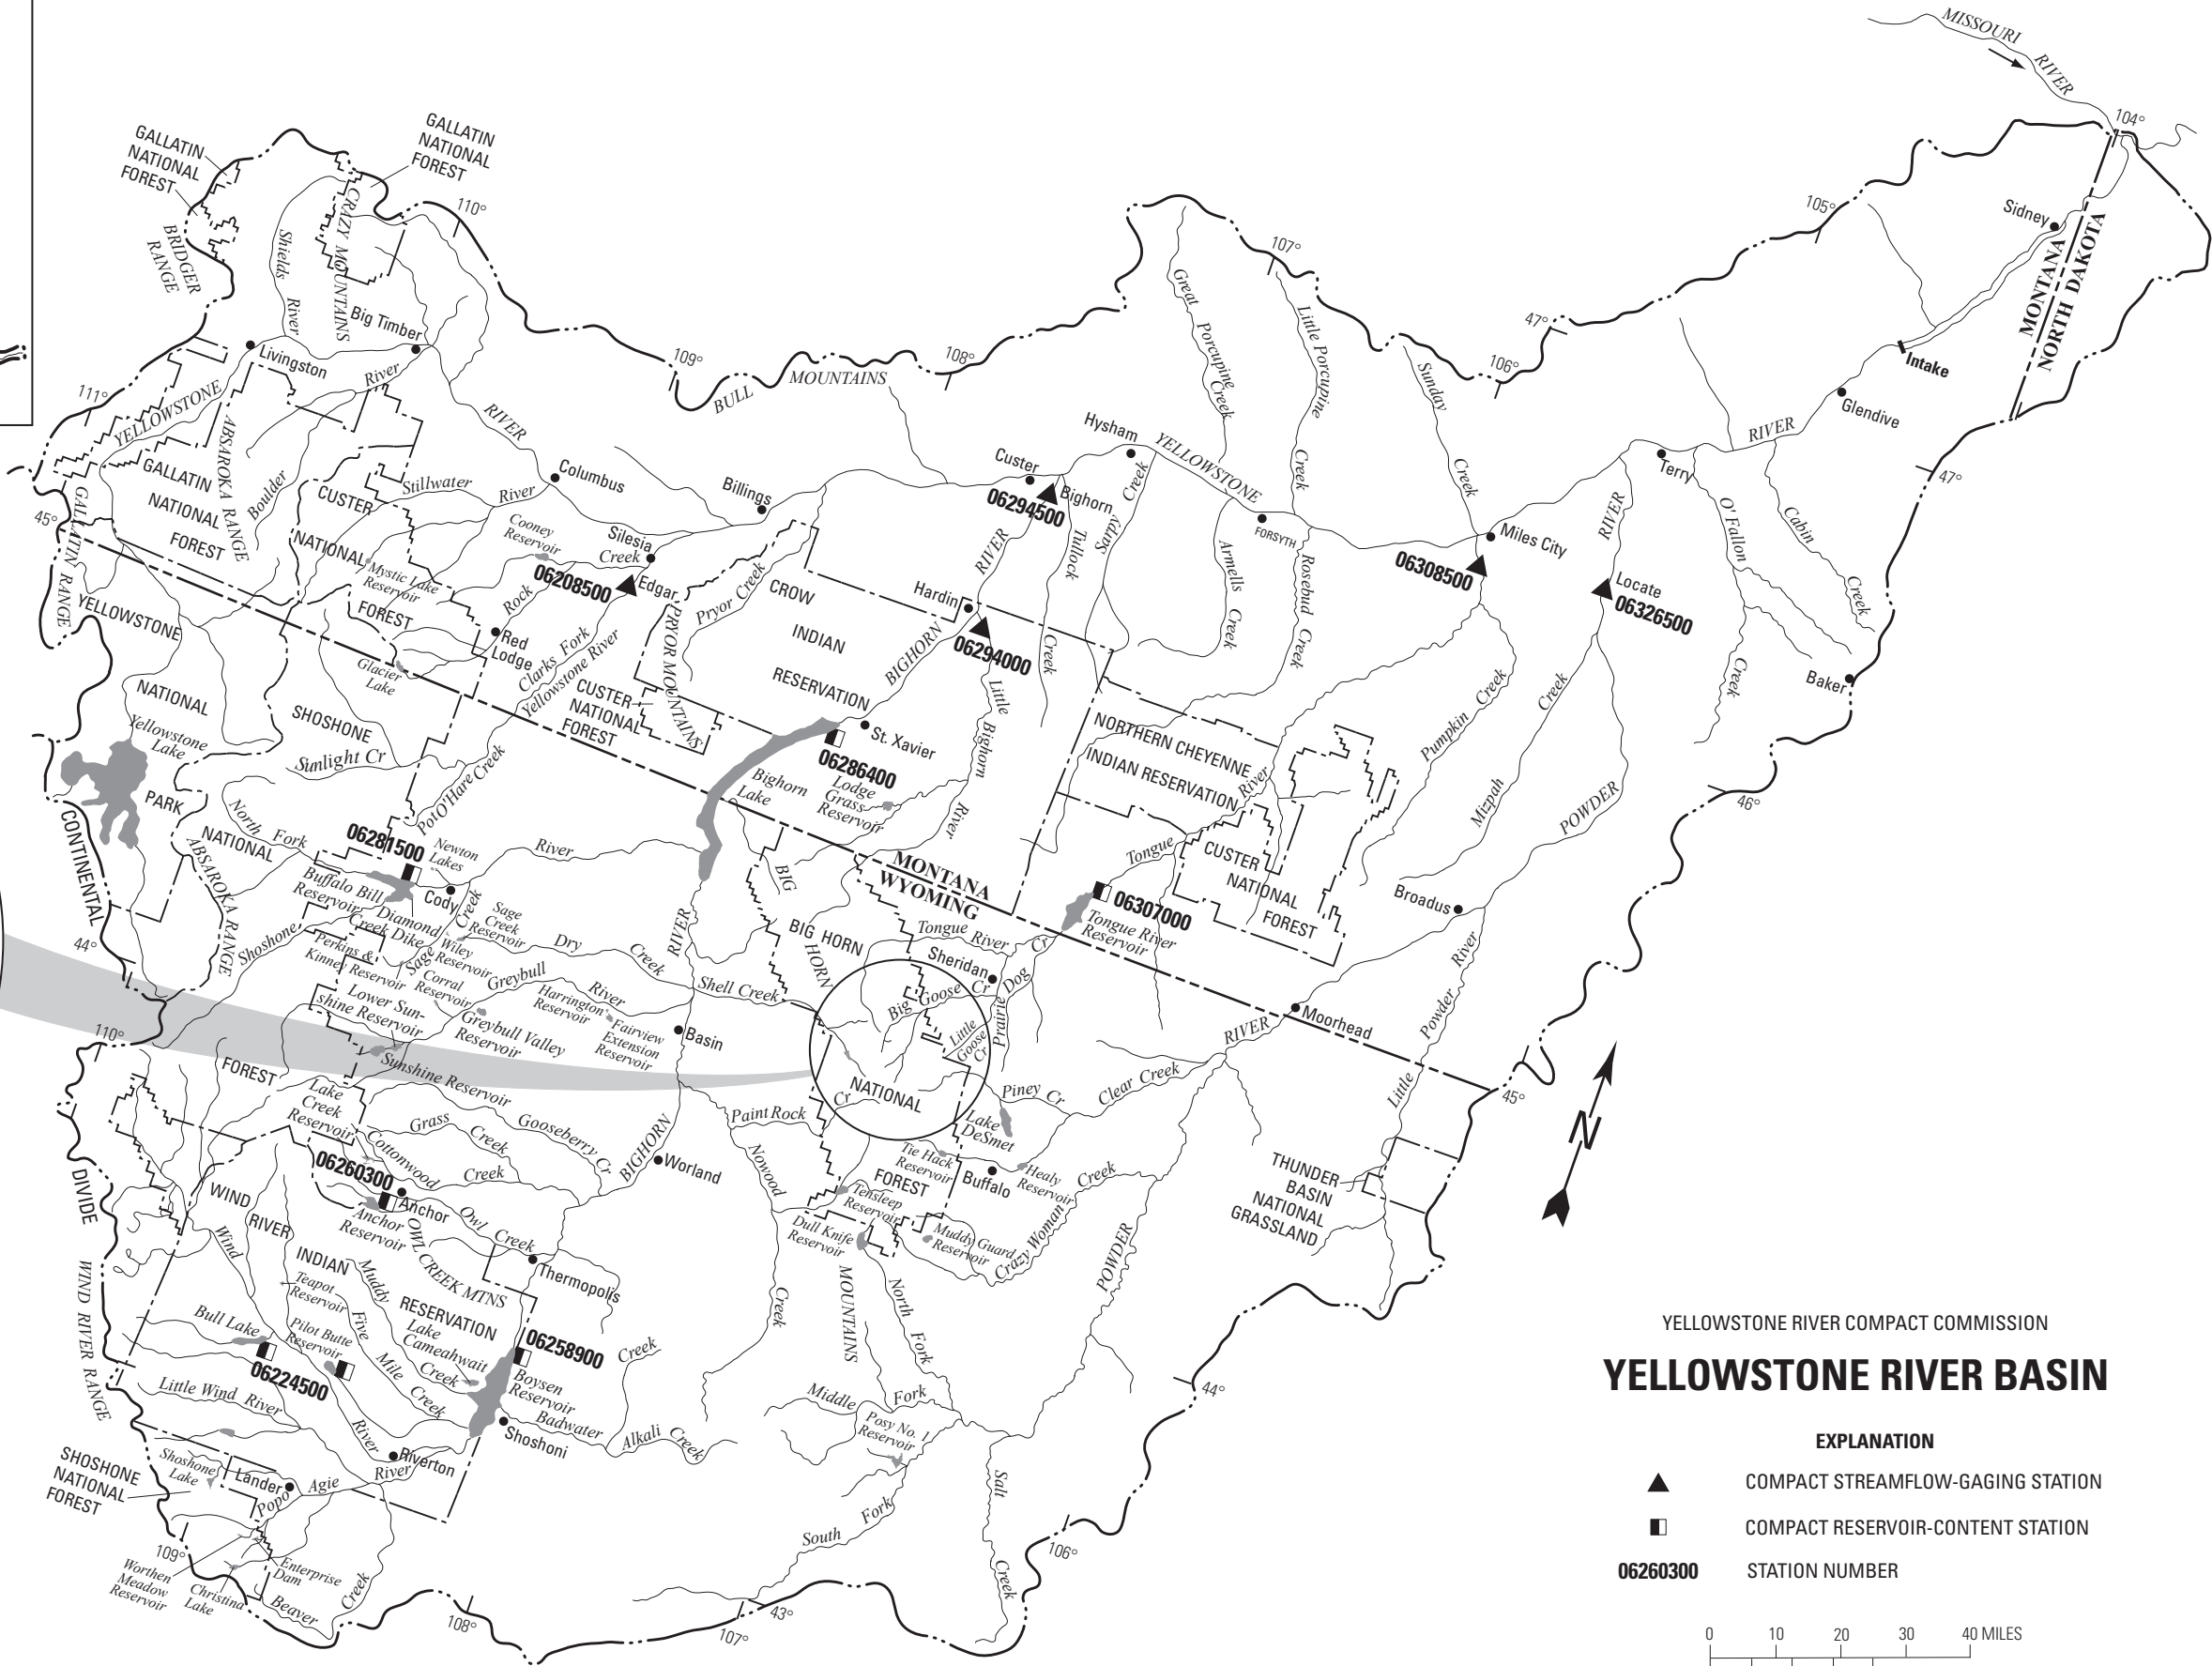 MISSOURI
RIVER
104°
GALLATIN
NATIONAL
FOREST
GALLATIN
NATIONAL
FOREST
BRIDGER
RANGE
CRAZY MOUNTAINS
110°
Shields
River
Big Timber
Livingston
River
111°
YELLOWSTONE
ABSAROKA RANGE
GALLATIN
NATIONAL
FOREST
Boulder
GALLATIN RANGE
45°
RIVER
109°
BULL
MOUNTAINS
108°
107°
Great
Porcupine
Creek
Little Porcupine
Creek
Sunday
Creek
106°
47°
105°
Sidney
MONTANA
NORTH DAKOTA
Intake
Glendive
RIVER
Terry
47°
CUSTER
NATIONAL
FOREST
Stillwater
River
Columbus
Billings
Cooney
Reservoir
Silesia
Creek
Mystic Lake
Reservoir
06208500
Edgar
Rock
Red
Lodge
Clarks Fork
Yellowstone River
Glacier
Lake
Pryor Creek
PRYOR MOUNTAINS
CUSTER
NATIONAL
FOREST
CROW
INDIAN
RESERVATION
Custer
Hysham
YELLOWSTONE
06294500
Bighorn
RIVER
Tullock
Creek
Sarpy
Creek
Hardin
06294000
BIGHORN
Little
Bighorn
River
Armells
Creek
FORSYTH
Rosebud
Creek
06308500
Miles City
RIVER
Locate
06326500
O'Fallon
Creek
Cabin
Creek
Baker
46°
YELLOWSTONE
NATIONAL
PARK
Yellowstone
Lake
SHOSHONE
NATIONAL
FOREST
Sunlight Cr
Pat O'Hare Creek
St. Xavier
06286400
Bighorn
Lake
Lodge
Grass
Reservoir
NORTHERN CHEYENNE
INDIAN RESERVATION
River
Tongue
Pumpkin
Creek
Mizpah
Creek
POWDER
CUSTER
NATIONAL
FOREST
Broadus
MONTANA
WYOMING
06307000
Tongue River
Reservoir
CONTINENTAL
DIVIDE
44°
ABSAROKA RANGE
North
Fork
06281500
Newton
Lakes
River
Buffalo Bill
Reservoir
Cody
Diamond
Creek Dike
Sage
Creek
Sage
Creek
Reservoir
Wiley
Reservoir
Shoshone
Perkins &
Kinney Reservoir
Corral
Reservoir
Dry
Creek
Greybull
River
Lower Sun-
shine Reservoir
Greybull Valley
Reservoir
Harrington
Reservoir
Fairview
Extension
Reservoir
RIVER
Basin
Shell Creek
BIG
HORN
MOUNTAINS
BIG HORN
NATIONAL
FOREST
Tongue
River
Sheridan
Big
Goose
Cr
Little
Goose
Cr
Prairie
Dog
Cr
Moorhead
RIVER
Powder
River
Little
110°
Sunshine Reservoir
Lake
Creek
Reservoir
Grass
Creek
Gooseberry Cr.
Cottonwood
Creek
06260300
Anchor
Anchor
Reservoir
BIGHORN
Worland
Paint Rock
Cr
Nowood
Creek
Piney Cr
Clear Creek
Lake
DeSmet
Tie Hack
Reservoir
Buffalo
Healy
Reservoir
Tensleep
Reservoir
Dull Knife
Reservoir
Muddy Guard
Reservoir
Crazy Woman
Creek
POWDER
45°
THUNDER
BASIN
NATIONAL
GRASSLAND
N
WIND
RIVER
INDIAN
RESERVATION
Wind
River
OWL CREEK MTNS
Owl
Creek
Thermopolis
Teapot
Reservoir
Muddy
Creek
Five
Mile
Creek
Lake
Cameahwait
Bull Lake
Pilot Butte
Reservoir
06224500
06258900
Boysen
Reservoir
Badwater
Creek
Alkali
Creek
Shoshoni
WIND RIVER RANGE
Little Wind River
Riverton
River
SHOSHONE
NATIONAL
FOREST
Shoshone
Lake
Lander
Popo
Agie
Worthen
Meadow
Reservoir
Christina
Lake
Enterprise
Dam
Beaver
Creek
109°
108°
107°
43°
North
Fork
Middle
Fork
Posy No. 1
Reservoir
South
Fork
Salt
Creek
106°
44°
YELLOWSTONE RIVER COMPACT COMMISSION
YELLOWSTONE RIVER BASIN
EXPLANATION
COMPACT STREAMFLOW-GAGING STATION
COMPACT RESERVOIR-CONTENT STATION
06260300 STATION NUMBER
0 10 20 30 40 MILES